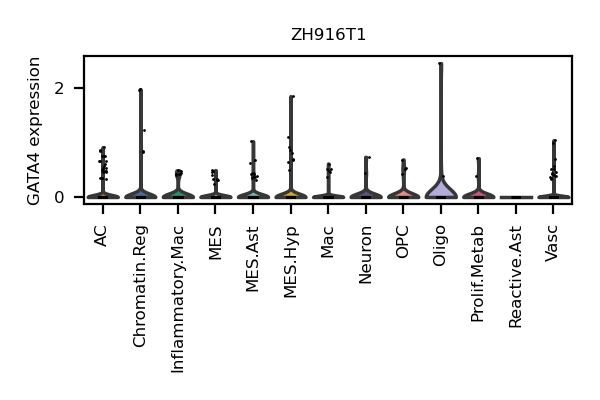 ZH916T1
GATA4 expression
2
0
AC
Chromatin.Reg
Inflammatory.Mac
MES
MES.Ast
MES.Hyp
Mac
Neuron
OPC
Oligo
Prolif.Metab
Reactive.Ast
Vasc